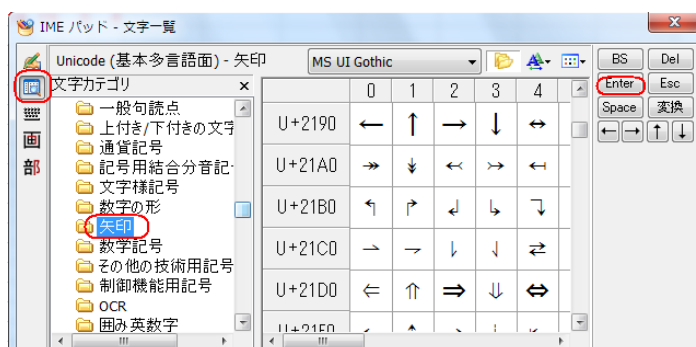 IME パッド - 文字一覧
Unicode (基本多言語面) - 矢印
MS UI Gothic
BS Del
文字カテゴリ x
0 1 2 3 4
Enter Esc
Space 変換
← → ↑ ↓
画
部
一般句読点
上付き/下付きの文字
通貨記号
記号用結合分音記
文字様記号
数字の形
矢印
数学記号
その他の技術用記号
制御機能用記号
OCR
囲み英数字
U+2190 ← ↑ → ↓ ↔
U+21A0 ↠ ↡ ↢ ↣ ↤
U+21B0 ↰ ↱ ↲ ↳ ↴
U+21C0 ⇀ ⇁ ⇂ ⇃ ⇄
U+21D0 ⇐ ⇑ ⇒ ⇓ ⇔
U+21E0